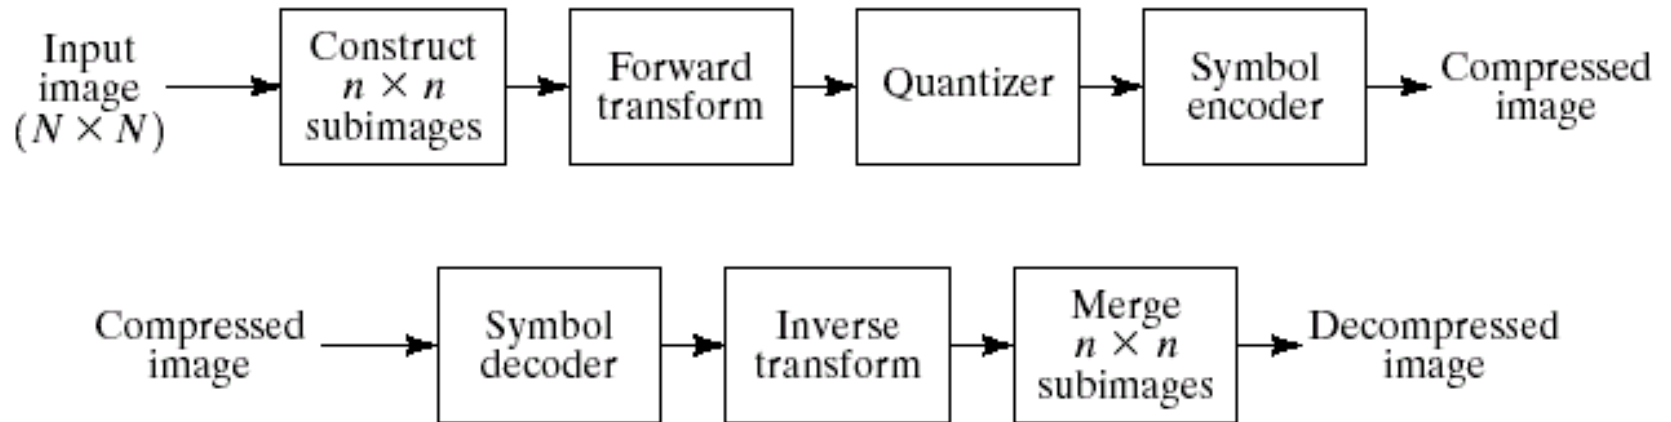 Input
image
(N × N)
Construct
n × n
subimages
Forward
transform
Quantizer
Symbol
encoder
Compressed
image
Compressed
image
Symbol
decoder
Inverse
transform
Merge
n × n
subimages
Decompressed
image